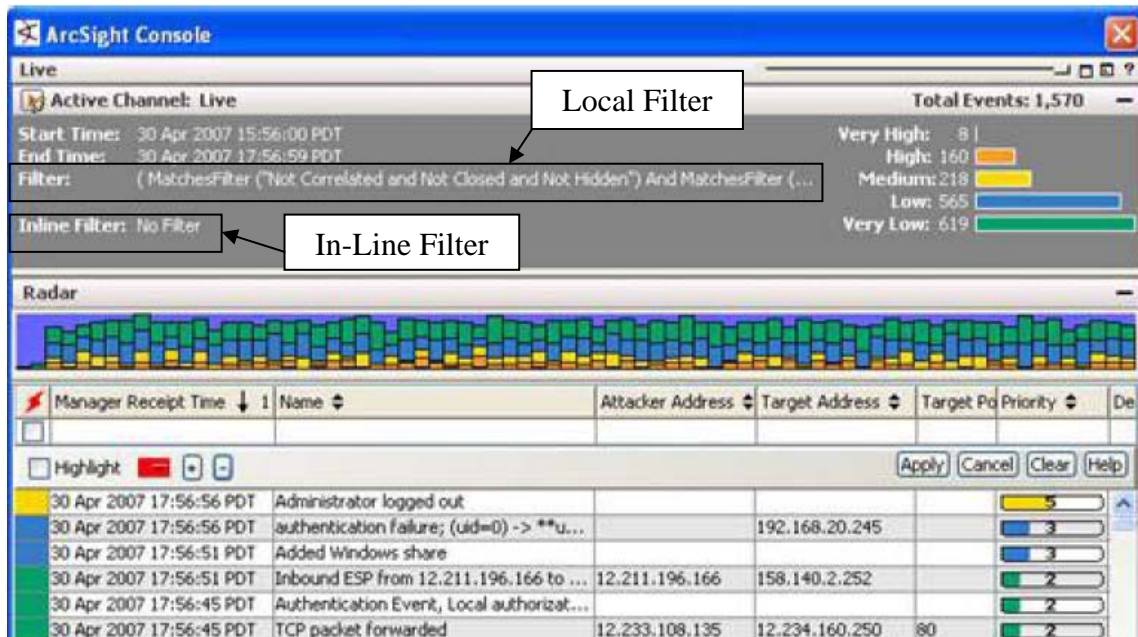 ArcSight Console
Live ?
Active Channel: Live Total Events: 1,570
Local Filter
Start Time: 30 Apr 2007 15:56:00 PDT Very High: 8
End Time: 30 Apr 2007 17:56:59 PDT High: 160
Filter: ( MatchesFilter ("Not Correlated and Not Closed and Not Hidden") And MatchesFilter (... Medium: 218
Low: 565
Inline Filter: No Filter Very Low: 619
In-Line Filter
Radar
Manager Receipt Time 1 Name Attacker Address Target Address Target Po Priority De
Highlight + - Apply Cancel Clear Help
30 Apr 2007 17:56:56 PDT Administrator logged out 5
30 Apr 2007 17:56:56 PDT authentication failure; (uid=0) -> **u... 192.168.20.245 3
30 Apr 2007 17:56:51 PDT Added Windows share 3
30 Apr 2007 17:56:51 PDT Inbound ESP from 12.211.196.166 to ... 12.211.196.166 158.140.2.252 2
30 Apr 2007 17:56:45 PDT Authentication Event, Local authorizat... 2
30 Apr 2007 17:56:45 PDT TCP packet forwarded 12.233.108.135 12.234.160.250 80 2